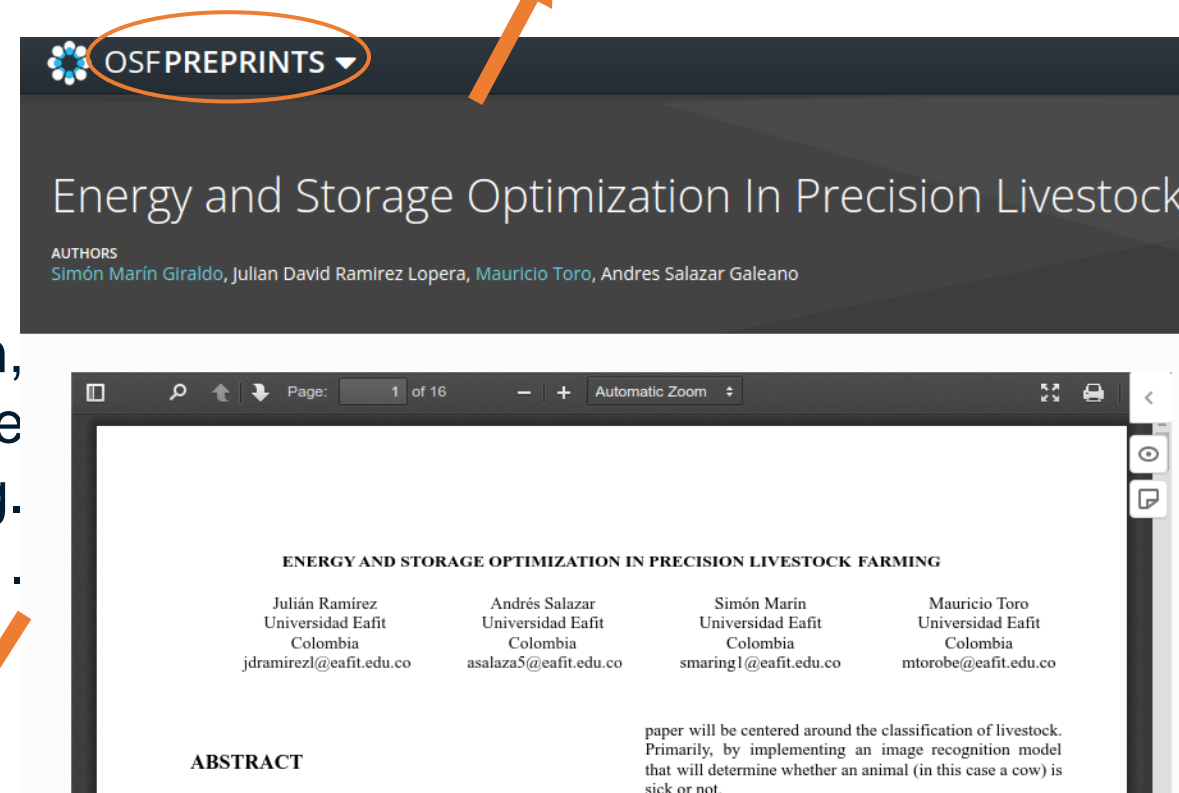 OSFPREPRINTS
Energy and Storage Optimization In Precision Livestock
AUTHORS
Simón Marín Giraldo, Julian David Ramirez Lopera, Mauricio Toro, Andres Salazar Galeano
Page: 1 of 16 Automatic Zoom
ENERGY AND STORAGE OPTIMIZATION IN PRECISION LIVESTOCK FARMING
Julián Ramírez Andrés Salazar Simón Marín Mauricio Toro
Universidad Eafit Universidad Eafit Universidad Eafit Universidad Eafit
Colombia Colombia Colombia Colombia
jdramirezl@eafit.edu.co asalaza5@eafit.edu.co smaring1@eafit.edu.co mtorobe@eafit.edu.co
ABSTRACT
paper will be centered around the classification of livestock.
Primarily, by implementing an image recognition model
that will determine whether an animal (in this case a cow) is
sick or not.